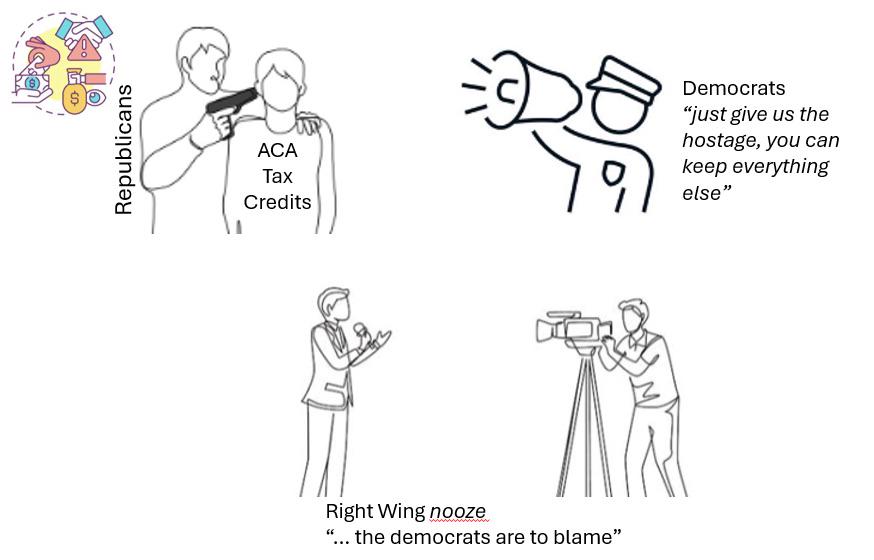 Republicans
ACA
Tax
Credits
Democrats
“just give us the
hostage, you can
keep everything
else”
Right Wing nooze
“... the democrats are to blame”